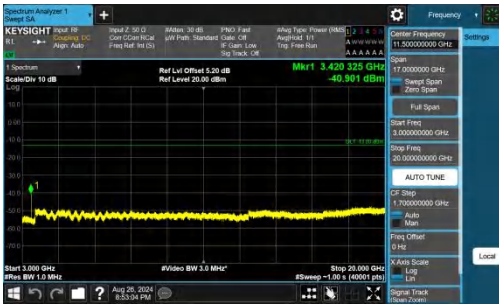 Spectrum Analyzer 1
Swept SA
Frequency
KEYSIGHT
Input: RF
Coupling: DC
Align: Auto
Input Z: 50 Ω
Corr CCorr RCal
Freq Ref: Int (S)
#Atten: 30 dB
µW Path: Standard
PNO: Fast
Gate: Off
IF Gain: Low
Sig Track: Off
#Avg Type: Power (RMS)
Avg|Hold: 1/1
Trig: Free Run
1 Spectrum
Scale/Div 10 dB
Log
Ref Lvl Offset 5.20 dB
Ref Level 20.00 dBm
Mkr1 3.420 325 GHz
-40.901 dBm
1
Start 3.000 GHz
#Res BW 1.0 MHz
#Video BW 3.0 MHz*
Stop 20.000 GHz
#Sweep ~1.00 s (40001 pts)
Center Frequency
11.500000000 GHz
Settings
Span
17.0000000 GHz
Swept Span
Zero Span
Full Span
Start Freq
3.000000000 GHz
Stop Freq
20.000000000 GHz
AUTO TUNE
CF Step
1.700000000 GHz
Auto
Man
Freq Offset
0 Hz
X Axis Scale
Log
Lin
Signal Track
(Span Zoom)
Local
Aug 26, 2024
8:53:04 PM